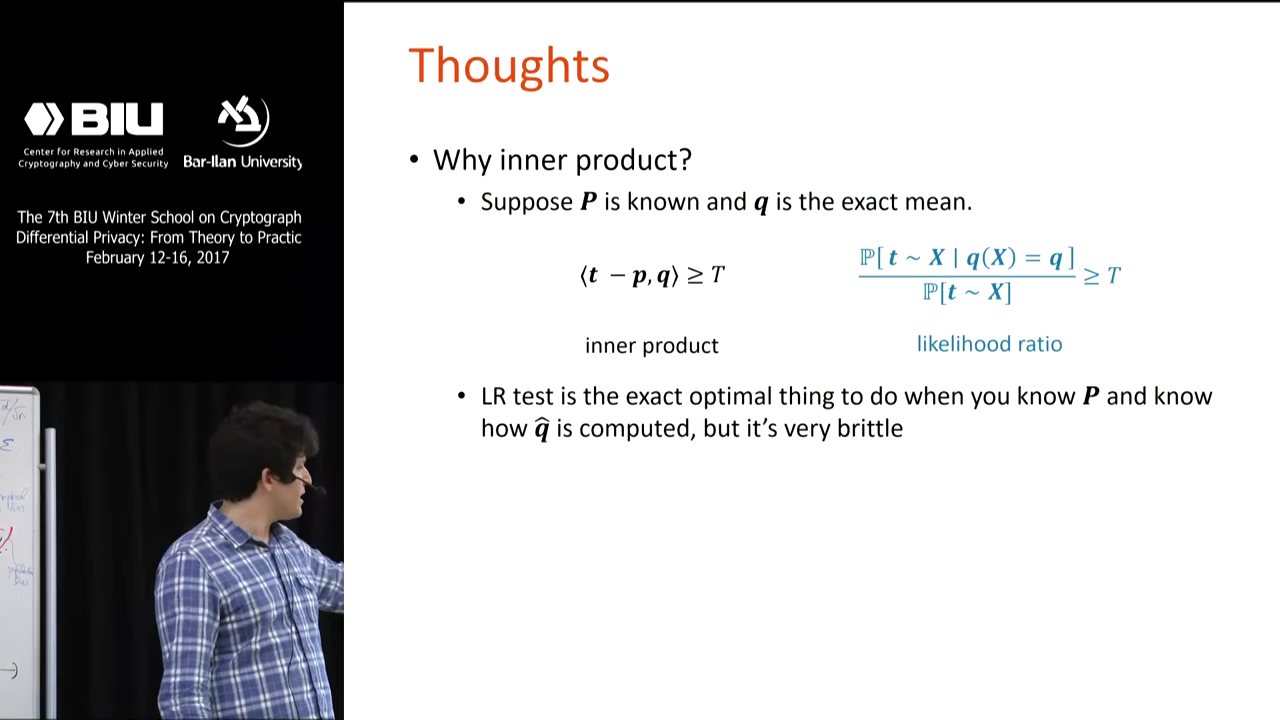 BIU
Center for Research in Applied
Cryptography and Cyber Security
Bar-Ilan University
The 7th BIU Winter School on Cryptograph
Differential Privacy: From Theory to Practic
February 12-16, 2017
Thoughts
• Why inner product?
• Suppose P is known and q is the exact mean.
⟨t − p, q⟩ ≥ T
ℙ[ t ~ X | q(X) = q ]
ℙ[t ~ X]
≥ T
inner product
likelihood ratio
• LR test is the exact optimal thing to do when you know P and know
how q̂ is computed, but it's very brittle